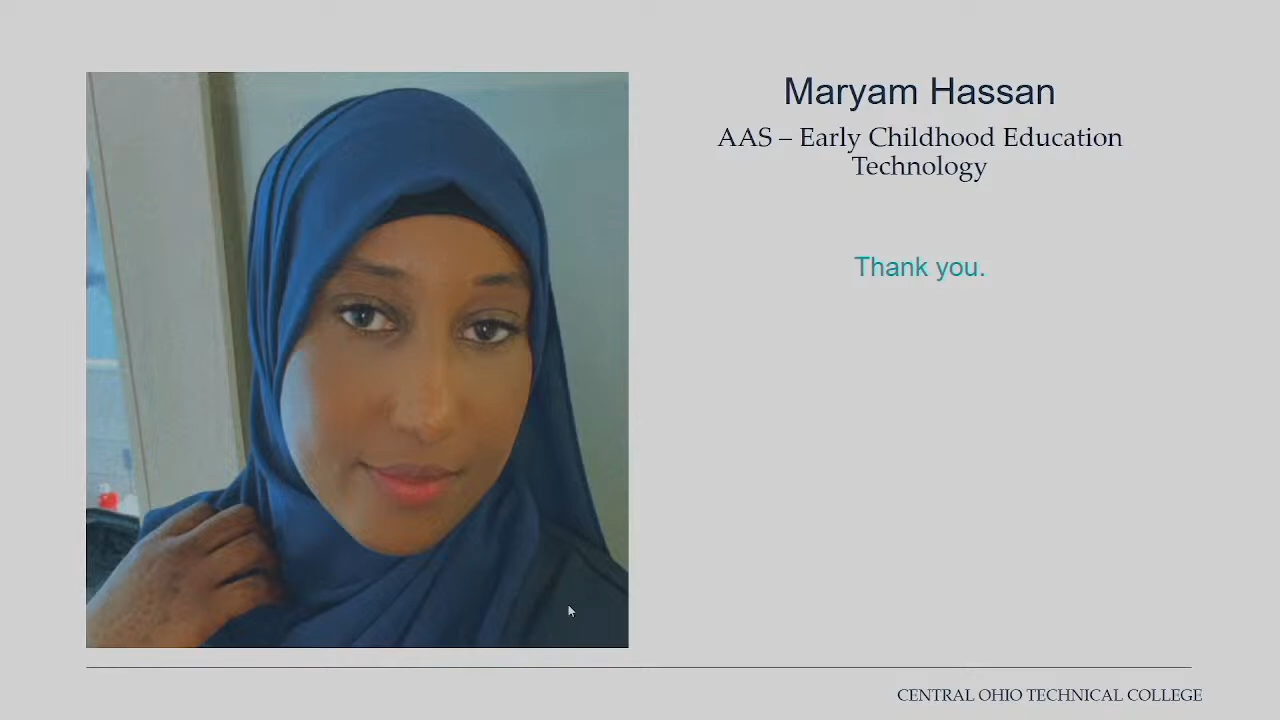 Maryam Hassan
AAS – Early Childhood Education
Technology
Thank you.
CENTRAL OHIO TECHNICAL COLLEGE